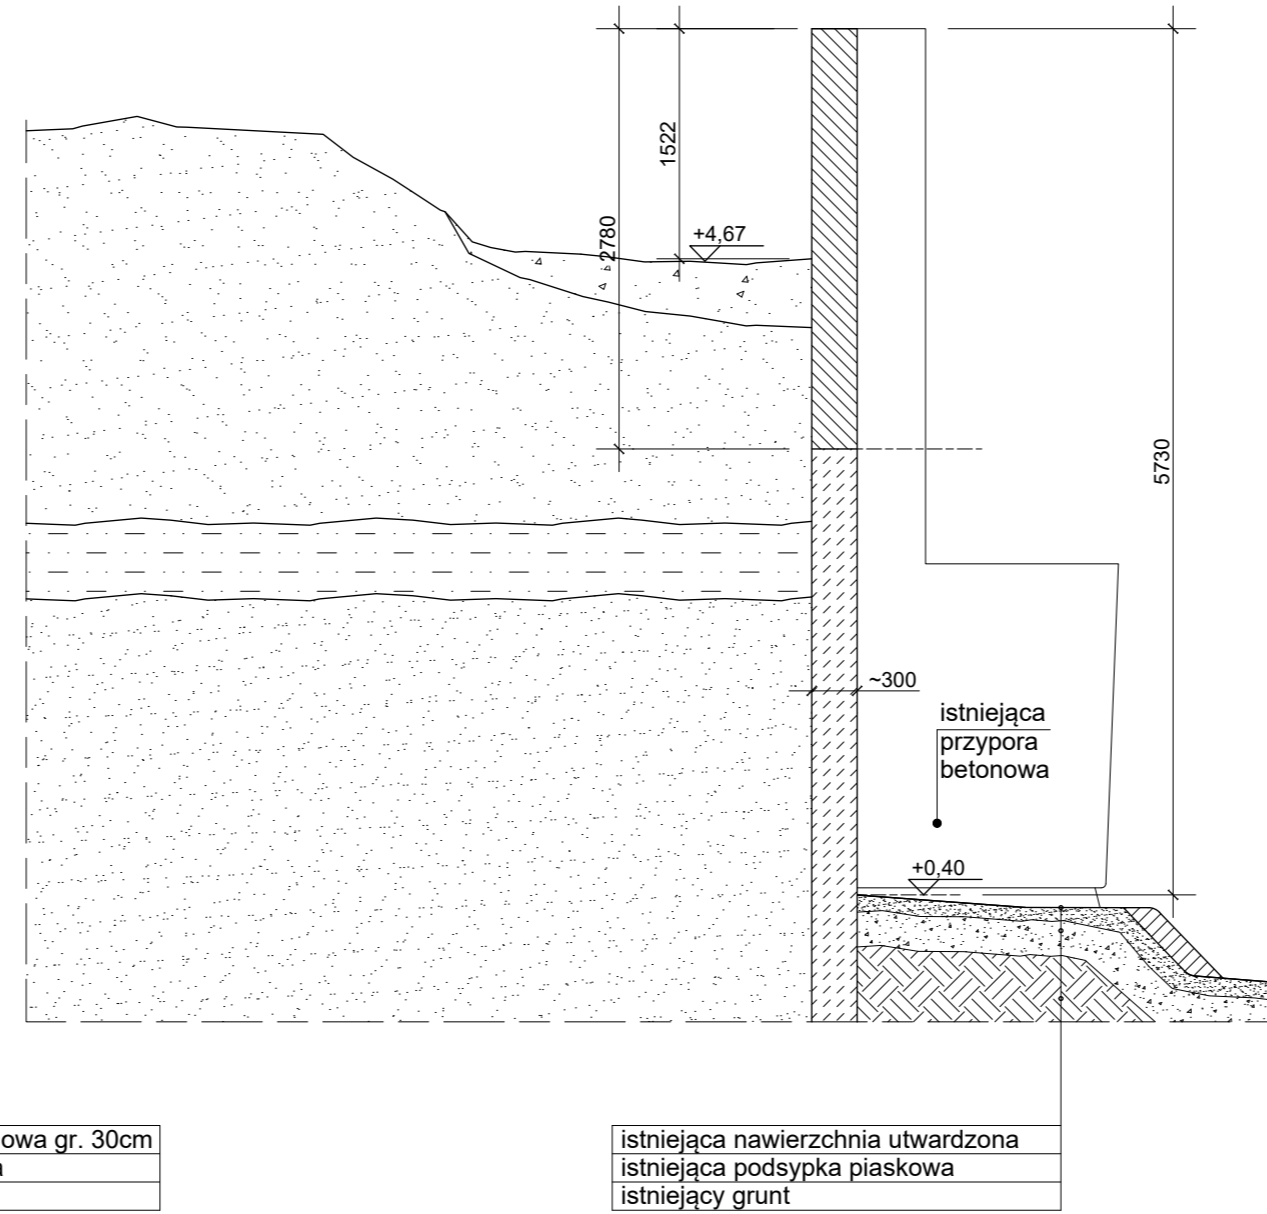 1522
2780
+4,67
5730
~300
istniejąca
przypora
betonowa
+0,40
owa gr. 30cm
a
istniejąca nawierzchnia utwardzona
istniejąca podsypka piaskowa
istniejący grunt